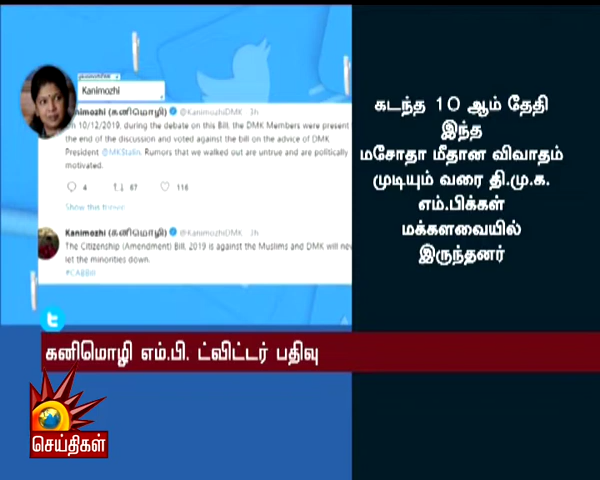 Kanimozhi
Kanimozhi (கனிமொழி) @KanimozhiDMK 1h
On 10/12/2019, during the debate on this Bill, the DMK Members were present
the end of the discussion and voted against the bill on the advice of DMK
President @MKStalin. Rumors that we walked out are untrue and are politically
motivated.
4 67 116
Show this thread
Kanimozhi (கனிமொழி) @KanimozhiDMK 1h
The Citizenship (Amendment) Bill, 2019 is against the Muslims and DMK will nev
let the minorities down.
#CABBill
கடந்த 10 ஆம் தேதி
இந்த
மசோதா மீதான விவாதம்
முடியும் வரை தி.மு.க.
எம்.பிக்கள்
மக்களவையில்
இருந்தனர்
கனிமொழி எம்.பி. ட்விட்டர் பதிவு
செய்திகள்